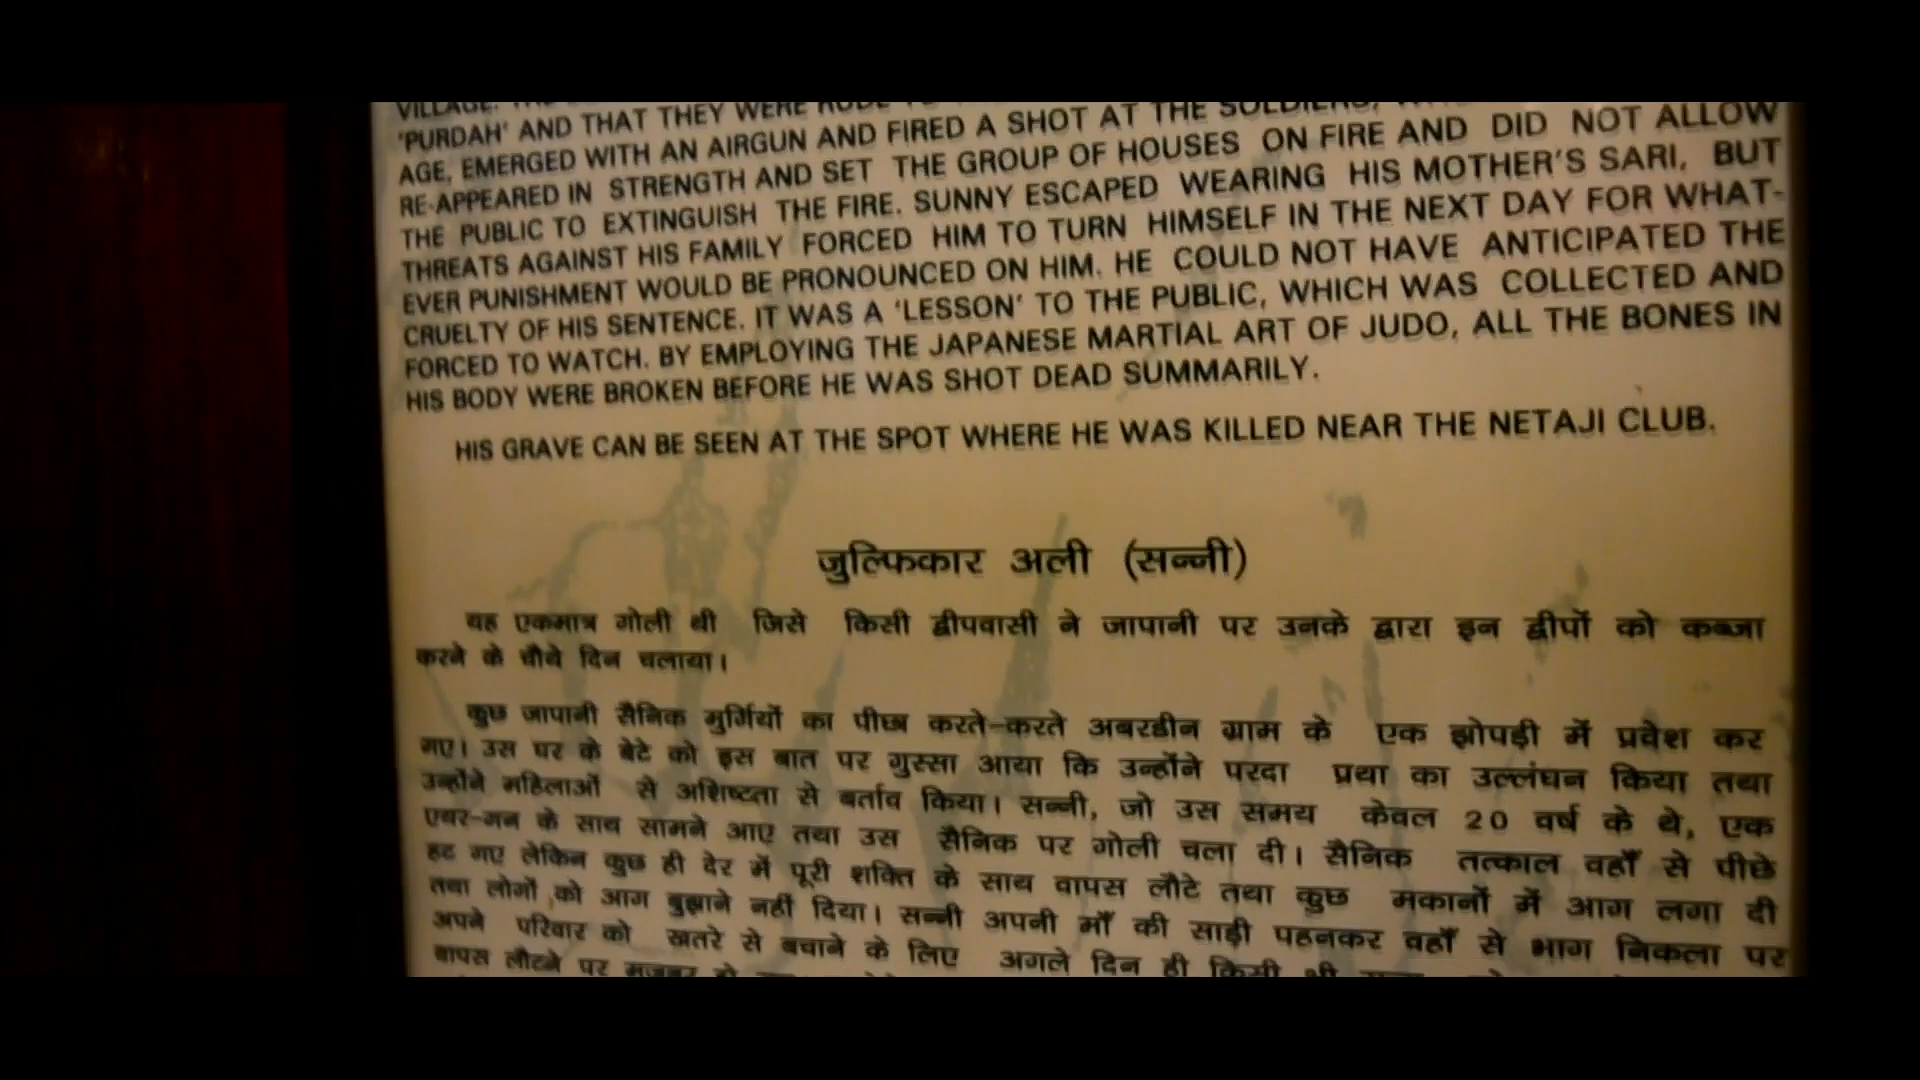 VILLAGE.
'PURDAH' AND THAT THEY WERE RUDE TO
AGE, EMERGED WITH AN AIRGUN AND FIRED A SHOT AT THE SOLDIERS,
RE-APPEARED IN STRENGTH AND SET THE GROUP OF HOUSES ON FIRE AND DID NOT ALLOW
THE PUBLIC TO EXTINGUISH THE FIRE. SUNNY ESCAPED WEARING HIS MOTHER'S SARI, BUT
THREATS AGAINST HIS FAMILY FORCED HIM TO TURN HIMSELF IN THE NEXT DAY FOR WHAT-
EVER PUNISHMENT WOULD BE PRONOUNCED ON HIM. HE COULD NOT HAVE ANTICIPATED THE
CRUELTY OF HIS SENTENCE. IT WAS A 'LESSON' TO THE PUBLIC, WHICH WAS COLLECTED AND
FORCED TO WATCH. BY EMPLOYING THE JAPANESE MARTIAL ART OF JUDO, ALL THE BONES IN
HIS BODY WERE BROKEN BEFORE HE WAS SHOT DEAD SUMMARILY.
HIS GRAVE CAN BE SEEN AT THE SPOT WHERE HE WAS KILLED NEAR THE NETAJI CLUB.
जुल्फिकार अली (सन्नी)
यह एकमात्र गोली थी जिसे किसी द्वीपवासी ने जापानी पर उनके द्वारा इन द्वीपों को कब्जा
करने के चौथे दिन चलाया।
कुछ जापानी सैनिक मुर्गियों का पीछा करते-करते अबरडीन ग्राम के एक झोपड़ी में प्रवेश कर
गए। उस घर के बेटे को इस बात पर गुस्सा आया कि उन्होंने परदा प्रथा का उल्लंघन किया तथा
उन्होंने महिलाओं से अशिष्टता से बर्ताव किया। सन्नी, जो उस समय केवल 20 वर्ष के थे, एक
एयर-गन के साथ सामने आए तथा उस सैनिक पर गोली चला दी। सैनिक तत्काल वहाँ से पीछे
हट गए लेकिन कुछ ही देर में पूरी शक्ति के साथ वापस लौटे तथा कुछ मकानों में आग लगा दी
तथा लोगों को आग बुझाने नहीं दिया। सन्नी अपनी माँ की साड़ी पहनकर वहाँ से भाग निकला पर
अपने परिवार को खतरे से बचाने के लिए अगले दिन ही किसी भी
वापस लौटने पर